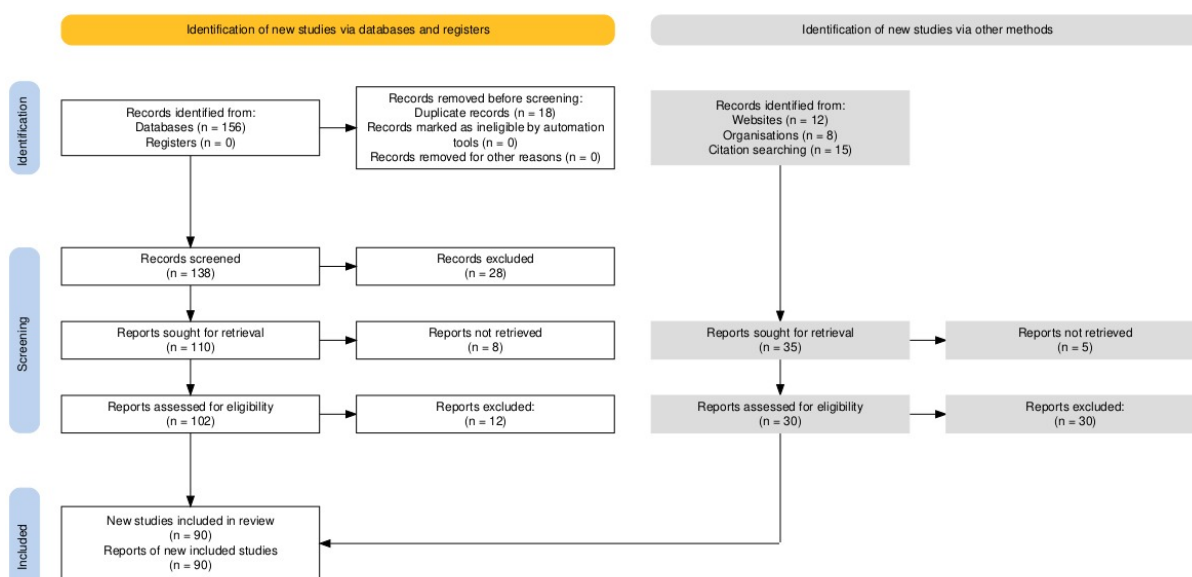 Identification of new studies via databases and registers
Identification of new studies via other methods
Identification
Records identified from:
Databases (n = 156)
Registers (n = 0)
Records removed before screening:
Duplicate records (n = 18)
Records marked as ineligible by automation
tools (n = 0)
Records removed for other reasons (n = 0)
Records identified from:
Websites (n = 12)
Organisations (n = 8)
Citation searching (n = 15)
Screening
Records screened
(n = 138)
Records excluded
(n = 28)
Reports sought for retrieval
(n = 110)
Reports not retrieved
(n = 8)
Reports sought for retrieval
(n = 35)
Reports not retrieved
(n = 5)
Reports assessed for eligibility
(n = 102)
Reports excluded:
(n = 12)
Reports assessed for eligibility
(n = 30)
Reports excluded:
(n = 30)
Included
New studies included in review
(n = 90)
Reports of new included studies
(n = 90)